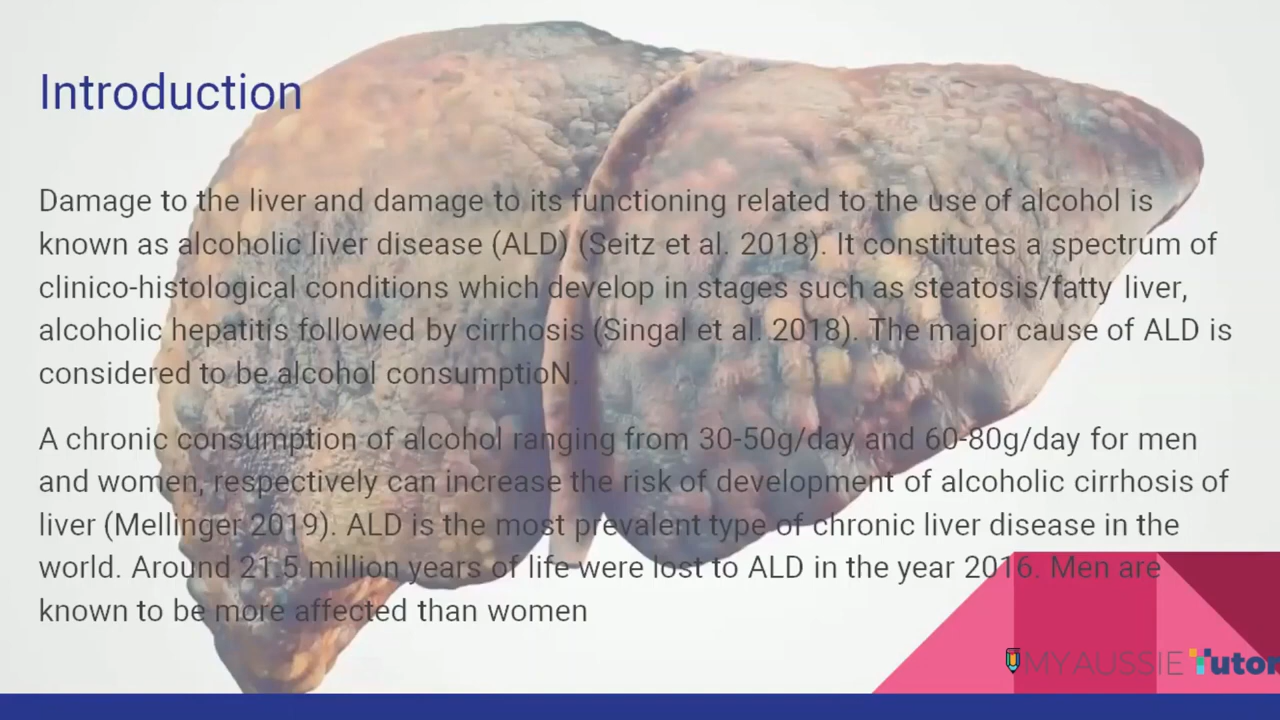 Introduction
Damage to the liver and damage to its functioning related to the use of alcohol is
known as alcoholic liver disease (ALD) (Seitz et al. 2018). It constitutes a spectrum of
clinico-histological conditions which develop in stages such as steatosis/fatty liver,
alcoholic hepatitis followed by cirrhosis (Singal et al. 2018). The major cause of ALD is
considered to be alcohol consumptioN.
A chronic consumption of alcohol ranging from 30-50g/day and 60-80g/day for men
and women, respectively can increase the risk of development of alcoholic cirrhosis of
liver (Mellinger 2019). ALD is the most prevalent type of chronic liver disease in the
world. Around 21.5 million years of life were lost to ALD in the year 2016. Men are
known to be more affected than women
MY AUSSIE Tutor